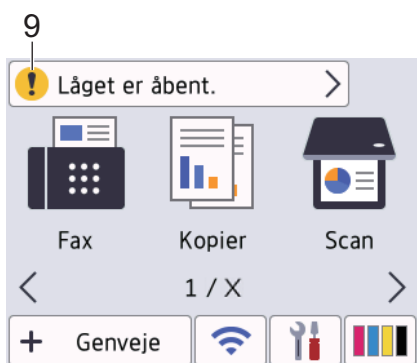 9
Låget er åbent.
Fax Kopier Scan
1 / X
Genveje